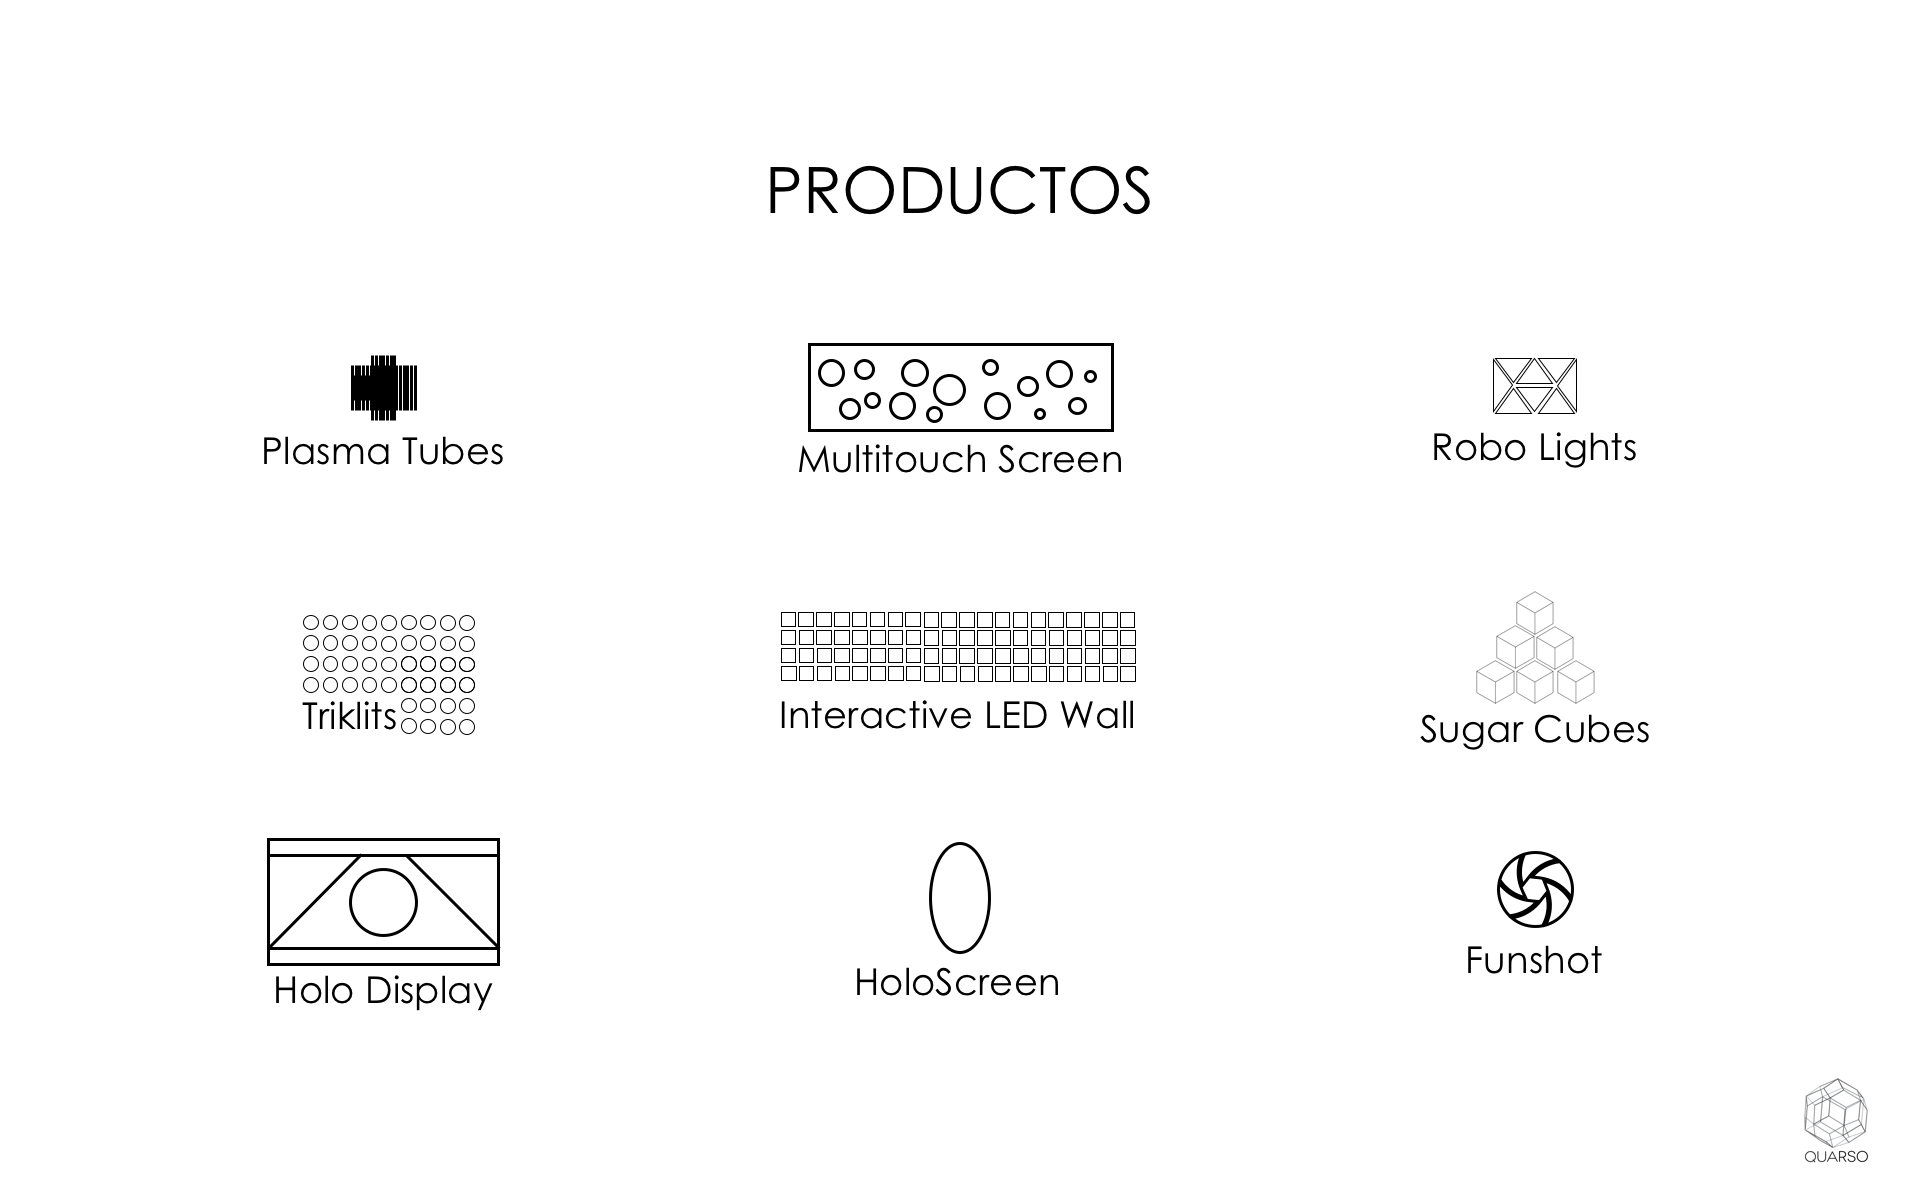 PRODUCTOS
Plasma Tubes
Multitouch Screen
Robo Lights
Triklits
Interactive LED Wall
Sugar Cubes
Holo Display
HoloScreen
Funshot
QUARSO